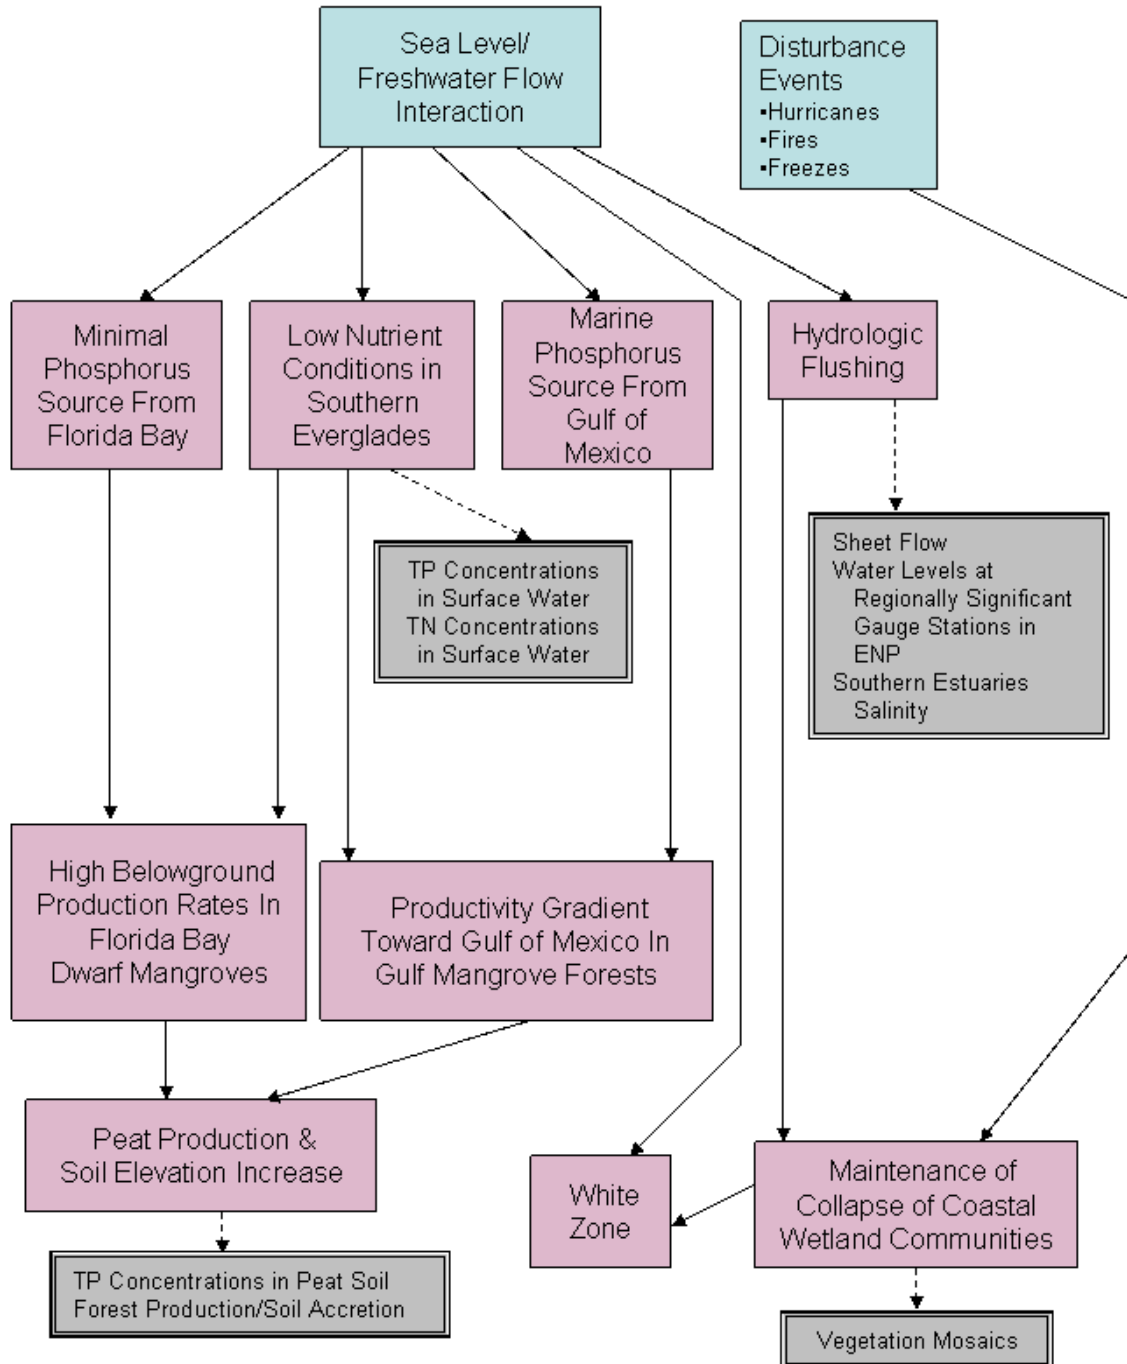 Sea Level/
Freshwater Flow
Interaction
Disturbance
Events
▪Hurricanes
▪Fires
▪Freezes
Minimal
Phosphorus
Source From
Florida Bay
Low Nutrient
Conditions in
Southern
Everglades
Marine
Phosphorus
Source From
Gulf of
Mexico
Hydrologic
Flushing
TP Concentrations
in Surface Water
TN Concentrations
in Surface Water
Sheet Flow
Water Levels at
Regionally Significant
Gauge Stations in
ENP
Southern Estuaries
Salinity
High Belowground
Production Rates In
Florida Bay
Dwarf Mangroves
Productivity Gradient
Toward Gulf of Mexico In
Gulf Mangrove Forests
Peat Production &
Soil Elevation Increase
White
Zone
Maintenance of
Collapse of Coastal
Wetland Communities
TP Concentrations in Peat Soil
Forest Production/Soil Accretion
Vegetation Mosaics